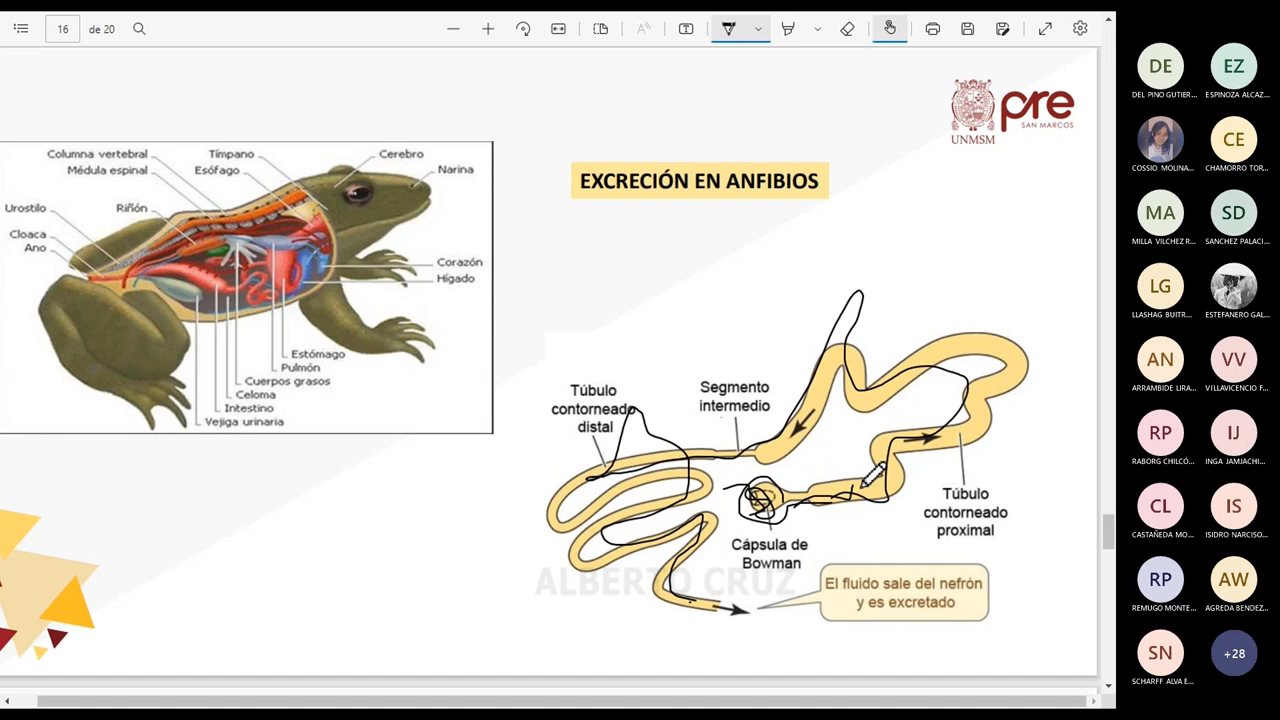 16
de 20
UNMSM
pre
SAN MARCOS
EXCRECIÓN EN ANFIBIOS
Columna vertebral
Médula espinal
Tímpano
Esófago
Cerebro
Narina
Urostilo
Riñón
Cloaca
Ano
Corazón
Hígado
Estómago
Pulmón
Cuerpos grasos
Celoma
Intestino
Vejiga urinaria
Túbulo
contorneado
distal
Segmento
intermedio
Túbulo
contorneado
proximal
Cápsula de
Bowman
ALBERTO CRUZ
El fluido sale del nefrón
y es excretado
DE
DEL PINO GUTIER...
EZ
ESPINOZA ALCAZ...
COSSIO MOLINA...
CE
CHAMORRO TOR...
MA
MILLA VILCHEZ R...
SD
SANCHEZ PALACI...
LG
LLASHAG BUITR...
ESTEFANERO GAL...
AN
ARRAMBIDE LIRA...
VV
VILLAVICENCIO F...
RP
RABORG CHILCÓ...
IJ
INGA JAMJACHI...
CL
CASTAÑEDA MO...
IS
ISIDRO NARCISO...
RP
REMUGO MONTE...
AW
AGREDA BENDEZ...
SN
SCHARFF ALVA E...
+28